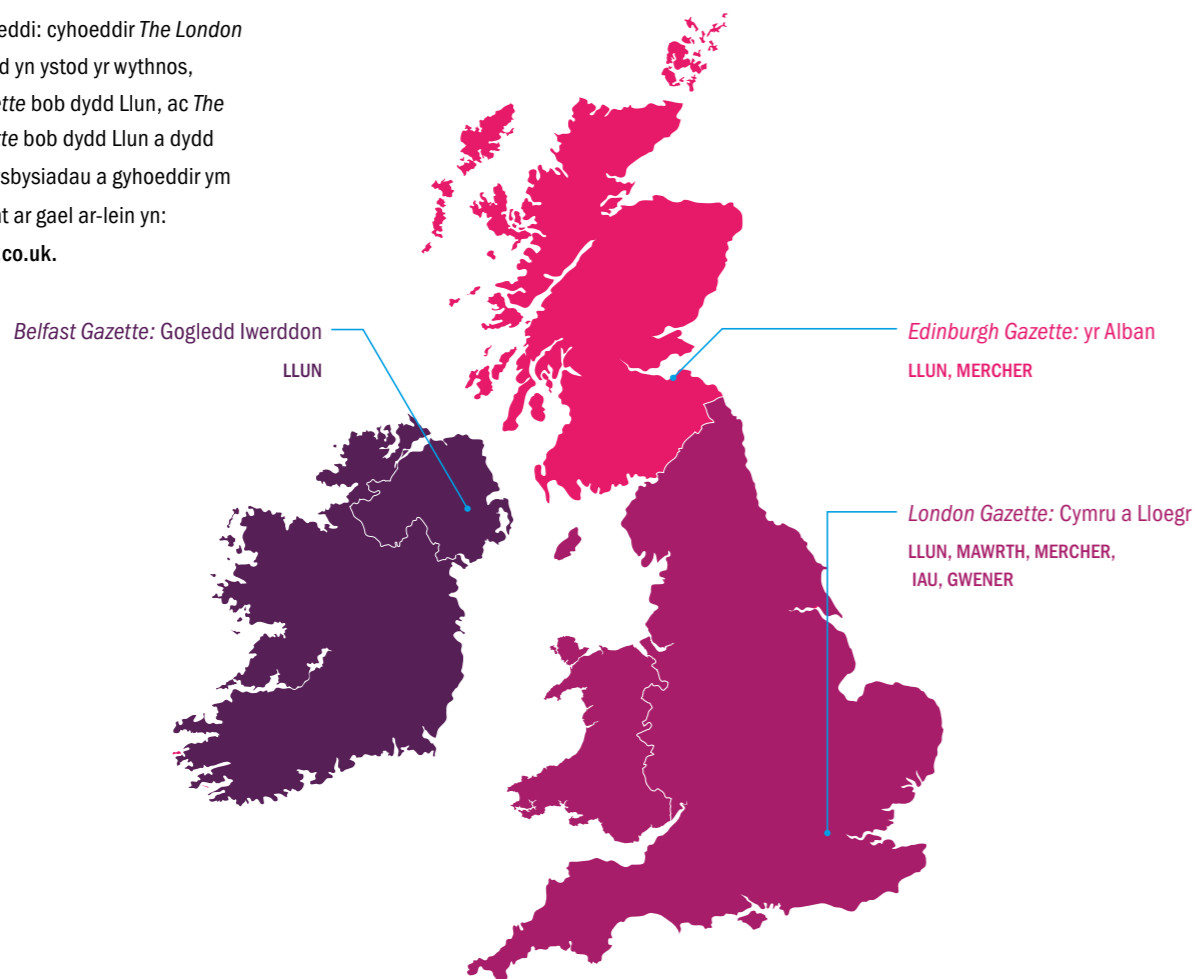 eddi: cyhoeddir The London
d yn ystod yr wythnos,
tte bob dydd Llun, ac The
te bob dydd Llun a dydd
sbysiadau a gyhoeddir ym
t ar gael ar-lein yn:
.co.uk.
Belfast Gazette: Gogledd Iwerddon
LLUN
Edinburgh Gazette: yr Alban
LLUN, MERCHER
London Gazette: Cymru a Lloegr
LLUN, MAWRTH, MERCHER,
IAU, GWENER